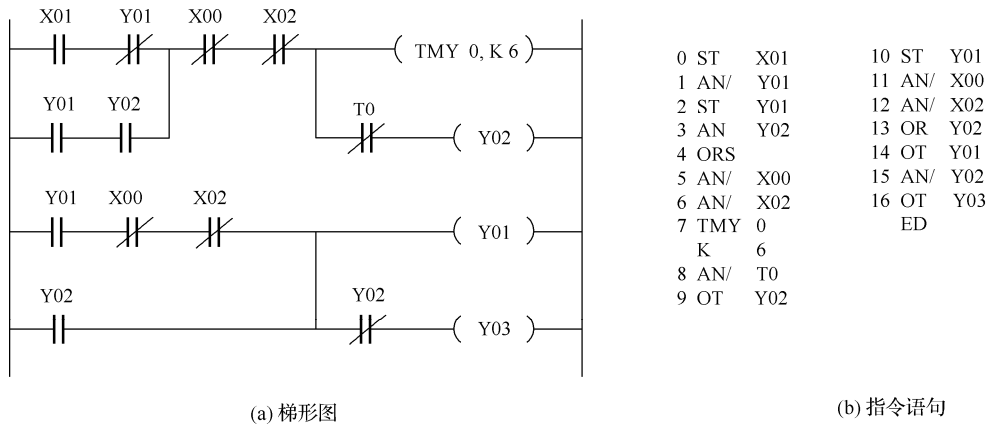 X01 Y01 X00 X02
TMY 0, K 6
Y01 Y02
T0
Y02
Y01 X00 X02
Y01
Y02 Y02
Y03
(a) 梯形图
0 ST X01
1 AN/ Y01
2 ST Y01
3 AN Y02
4 ORS
5 AN/ X00
6 AN/ X02
7 TMY 0
K 6
8 AN/ T0
9 OT Y02
10 ST Y01
11 AN/ X00
12 AN/ X02
13 OR Y02
14 OT Y01
15 AN/ Y02
16 OT Y03
ED
(b) 指令语句